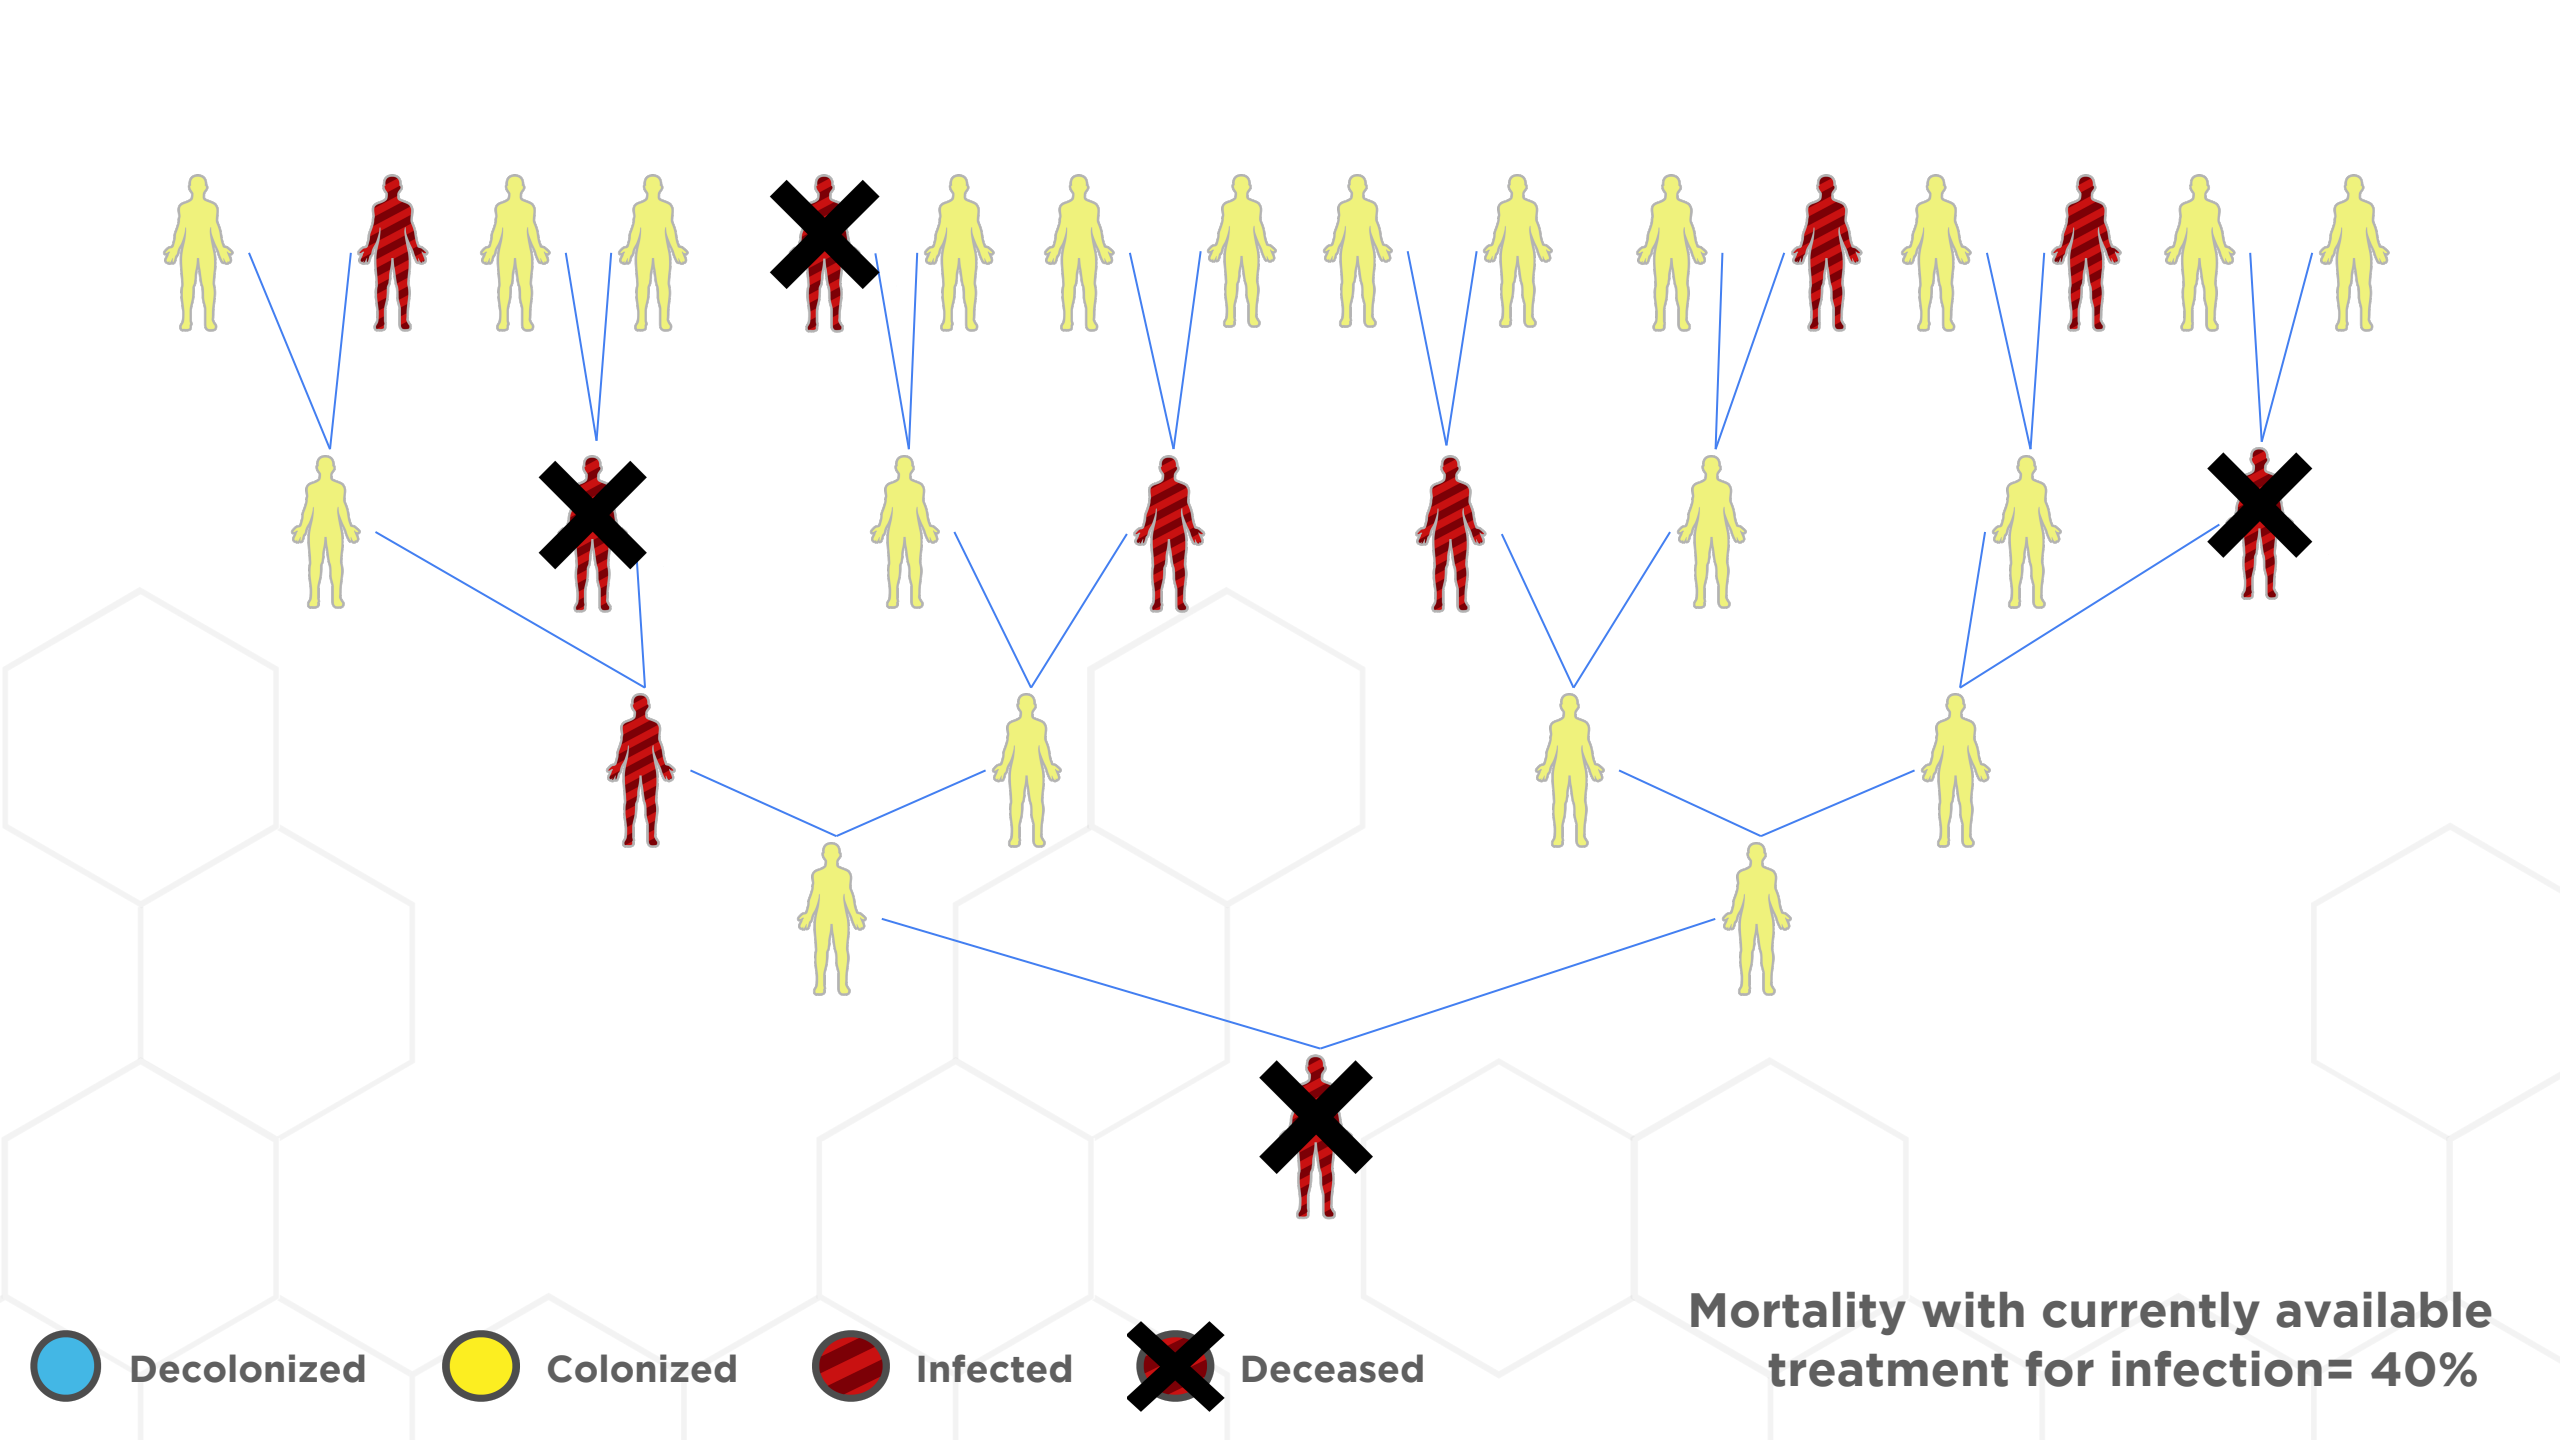 Mortality with currently available
treatment for infection= 40%
Decolonized
Colonized
Infected
Deceased